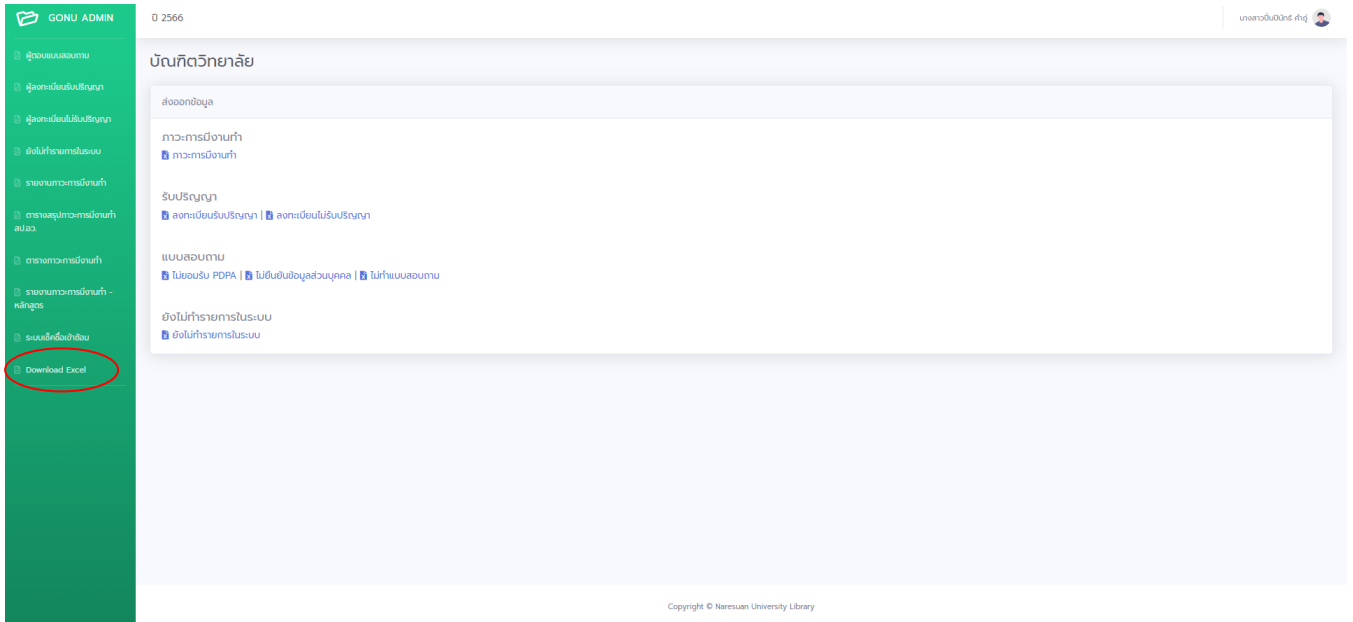 GONU ADMIN
ปี 2566
นางสาวปิ่นปินัทธ์ คำภู่
ผู้ตอบแบบสอบถาม
ผู้ลงทะเบียนรับปริญญา
ผู้ลงทะเบียนไม่รับปริญญา
ยังไม่ทำรายการในระบบ
รายงานภาวะการมีงานทำ
ตารางสรุปภาวะการมีงานทำ
สป.อว.
ตารางภาวะการมีงานทำ
รายงานภาวะการมีงานทำ -
หลักสูตร
ระบบเช็คชื่อเข้าซ้อม
Download Excel
บัณฑิตวิทยาลัย
ส่งออกข้อมูล
ภาวะการมีงานทำ
ภาวะการมีงานทำ
รับปริญญา
ลงทะเบียนรับปริญญา | ลงทะเบียนไม่รับปริญญา
แบบสอบถาม
ไม่ยอมรับ PDPA | ไม่ยืนยันข้อมูลส่วนบุคคล | ไม่ทำแบบสอบถาม
ยังไม่ทำรายการในระบบ
ยังไม่ทำรายการในระบบ
Copyright © Naresuan University Library